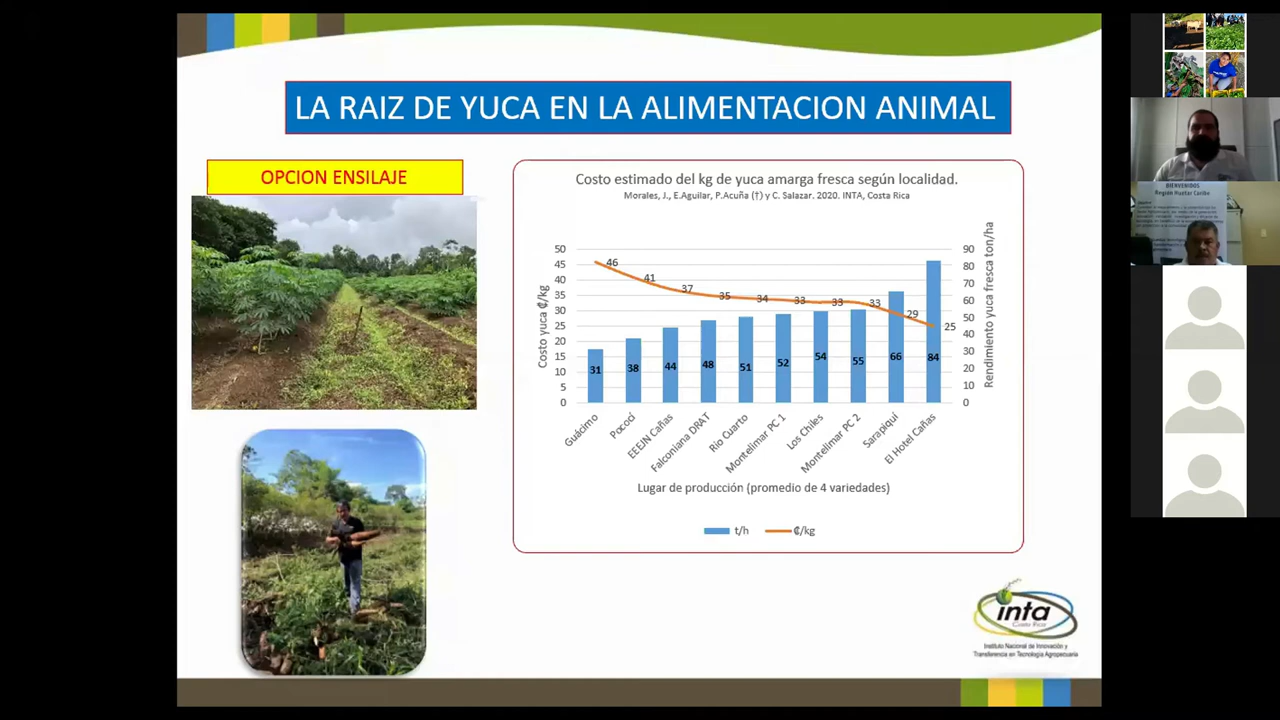 LA RAIZ DE YUCA EN LA ALIMENTACION ANIMAL
OPCION ENSILAJE
Costo estimado del kg de yuca amarga fresca según localidad.
Morales, J., E.Aguilar, P.Acuña (†) y C. Salazar. 2020. INTA, Costa Rica
Costo yuca ₡/kg
50
45
40
35
30
25
20
15
10
5
0
46
41
37
35
34
33
33
33
29
25
31
38
44
48
51
52
54
55
66
84
90
80
70
60
50
40
30
20
10
0
Rendimiento yuca fresca ton/ha
Guácimo
Pococí
EEEJN Cañas
Falconiana DRAT
Río Cuarto
Montelimar PC 1
Los Chiles
Montelimar PC 2
Sarapiquí
El Hotel Cañas
Lugar de producción (promedio de 4 variedades)
t/h
₡/kg
inta
Costa Rica
Instituto Nacional de Innovación y
Transferencia en Tecnología Agropecuaria
BIENVENIDOS
Región Huetar Caribe